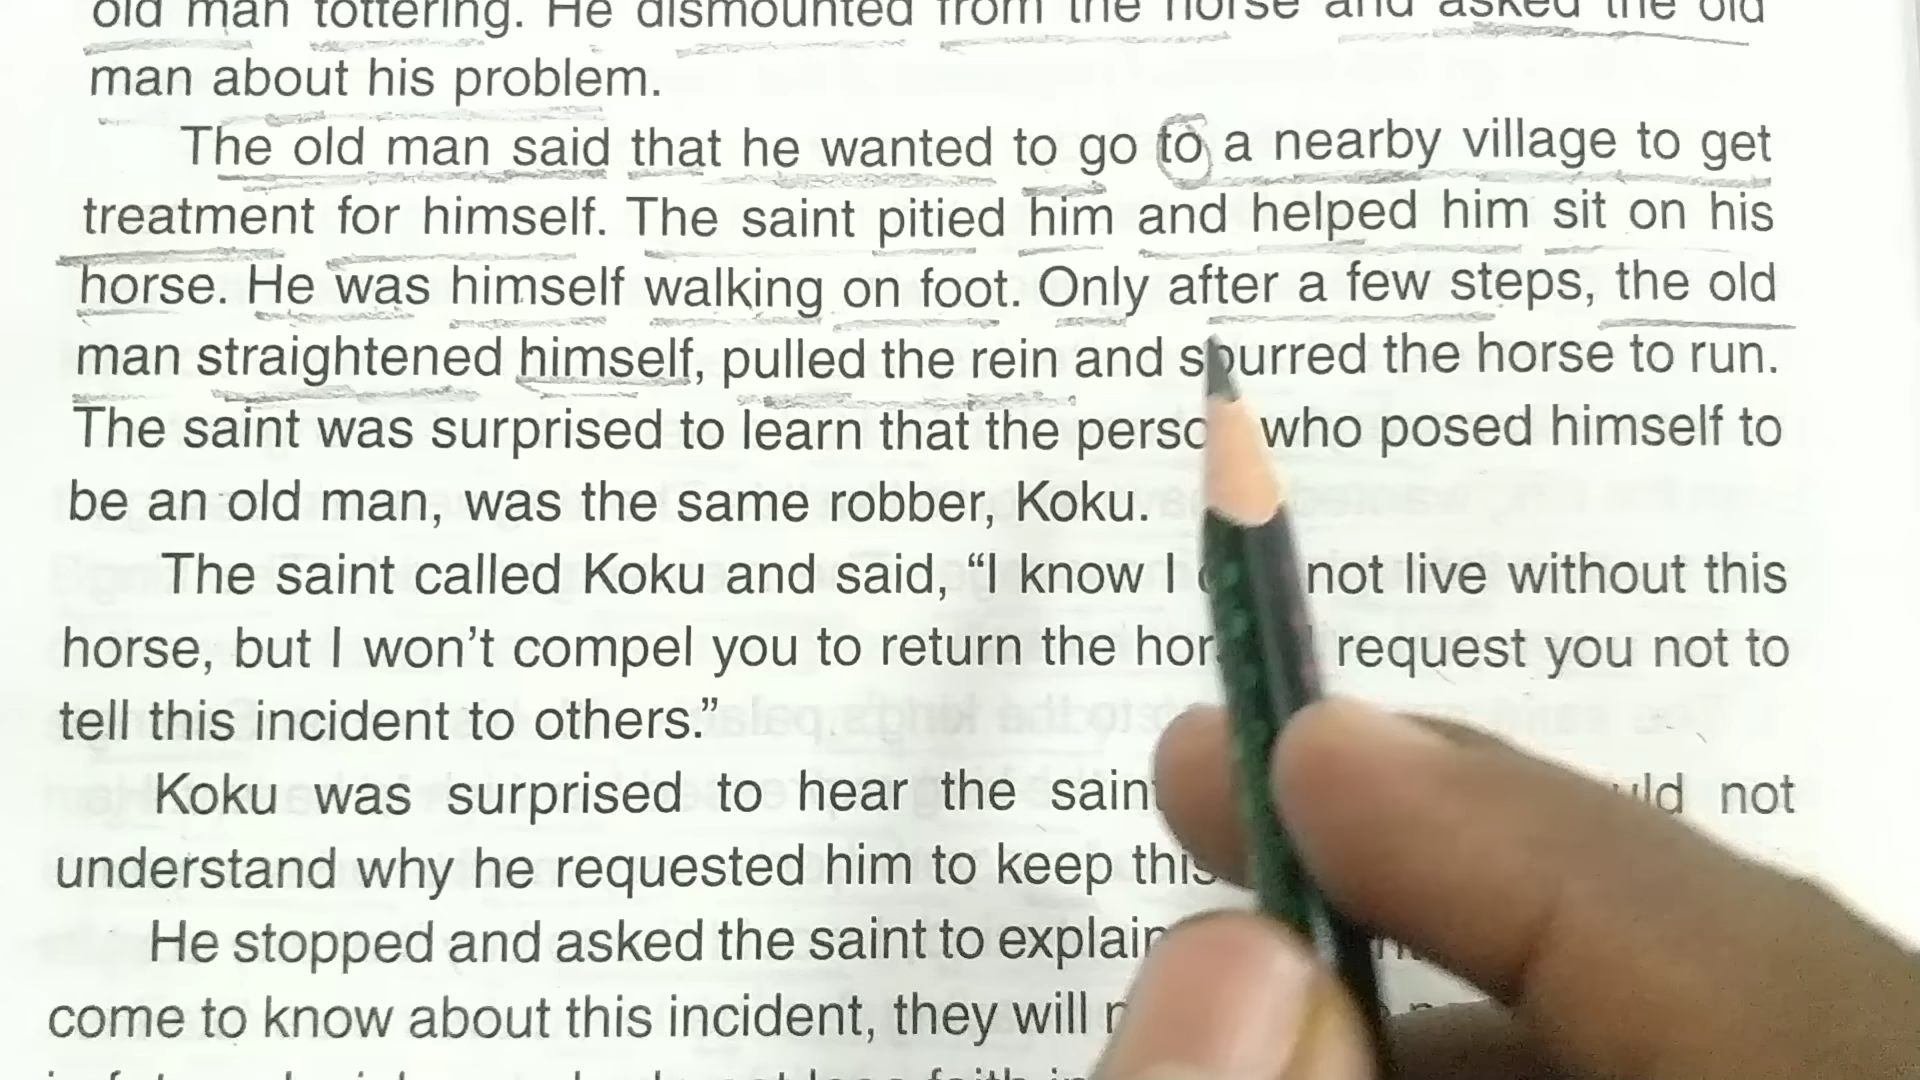 old man tottering. He dismounted from the horse and asked the old
man about his problem.
The old man said that he wanted to go to a nearby village to get
treatment for himself. The saint pitied him and helped him sit on his
horse. He was himself walking on foot. Only after a few steps, the old
man straightened himself, pulled the rein and spurred the horse to run.
The saint was surprised to learn that the person who posed himself to
be an old man, was the same robber, Koku.
The saint called Koku and said, “I know I not live without this
horse, but I won’t compel you to return the request you not to
tell this incident to others.”
Koku was surprised to hear the not
understand why he requested him to keep
He stopped and asked the saint to explain
come to know about this incident, they will